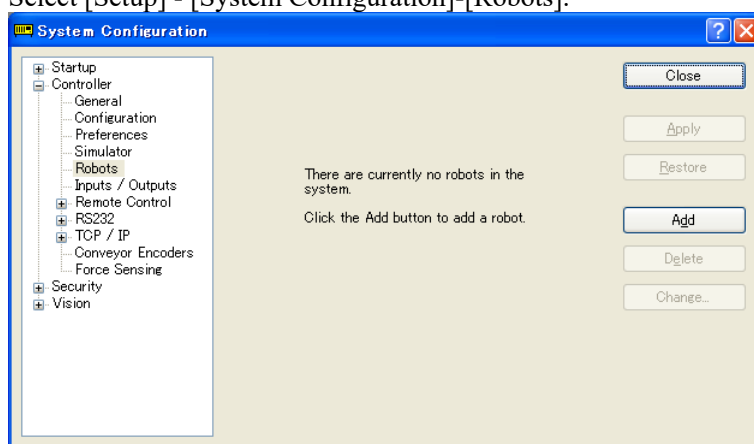 Select [Setup] - [System Configuration]-[Robots].
System Configuration
Startup
Controller
General
Configuration
Preferences
Simulator
Robots
Inputs / Outputs
Remote Control
RS232
TCP / IP
Conveyor Encoders
Force Sensing
Security
Vision
There are currently no robots in the
system.
Click the Add button to add a robot.
Close
Apply
Restore
Add
Delete
Change...